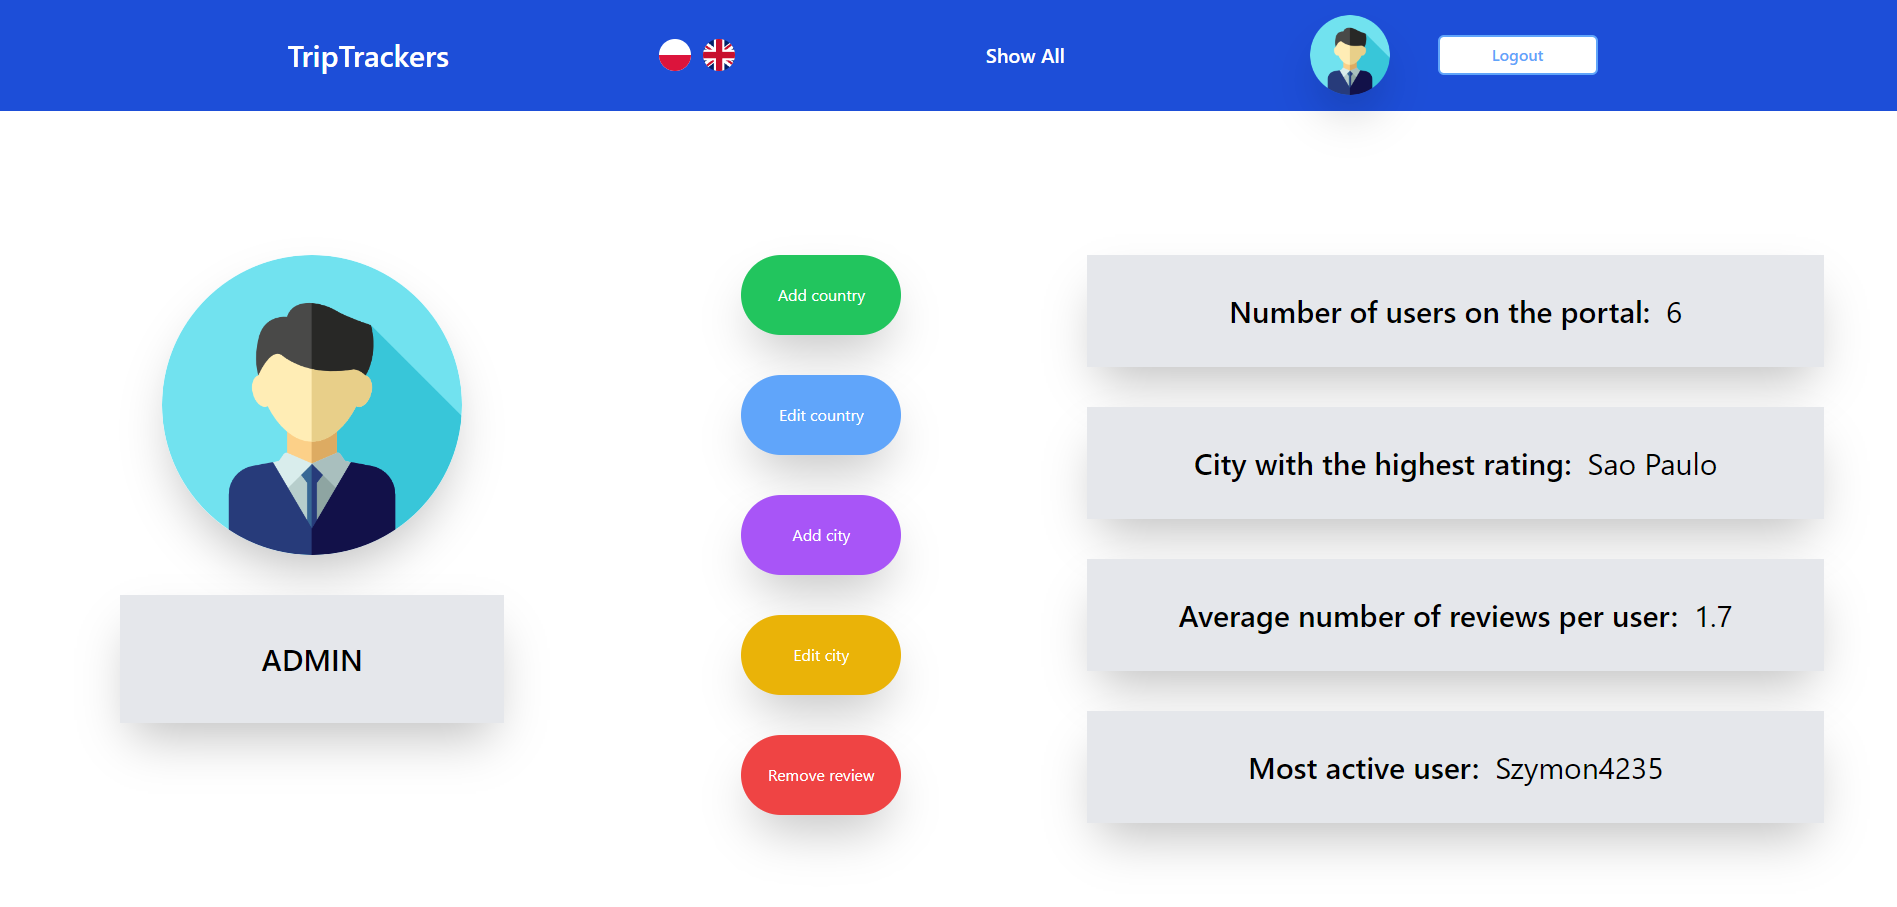 TripTrackers
Show All
Logout
ADMIN
Add country
Edit country
Add city
Edit city
Remove review
Number of users on the portal: 6
City with the highest rating: Sao Paulo
Average number of reviews per user: 1.7
Most active user: Szymon4235